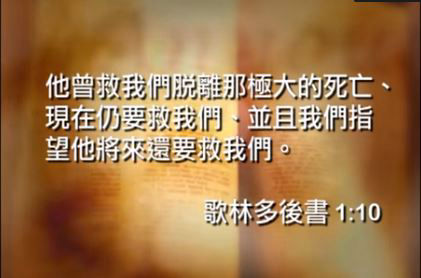 他曾救我們脫離那極大的死亡、
現在仍要救我們、並且我們指
望他將來還要救我們。
歌林多後書 1:10